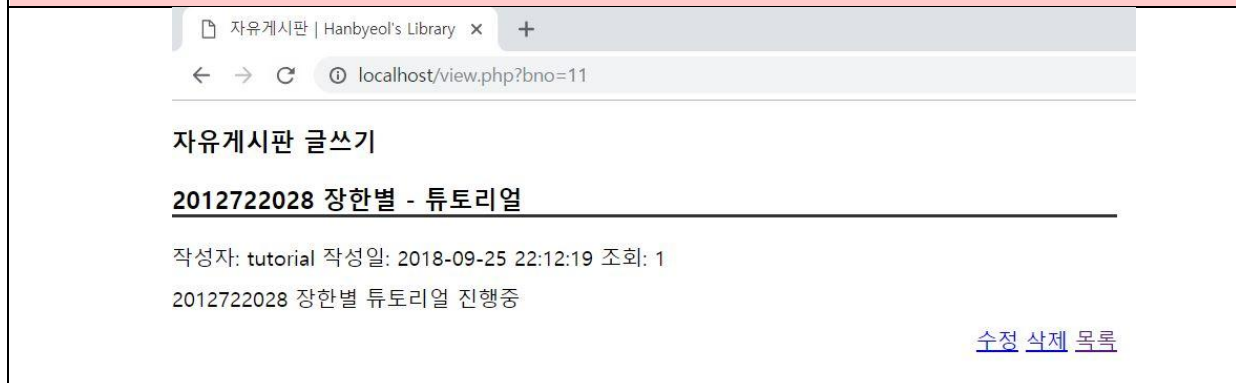 자유게시판 | Hanbyeol's Library
localhost/view.php?bno=11
자유게시판 글쓰기
2012722028 장한별 - 튜토리얼
작성자: tutorial 작성일: 2018-09-25 22:12:19 조회: 1
2012722028 장한별 튜토리얼 진행중
수정 삭제 목록